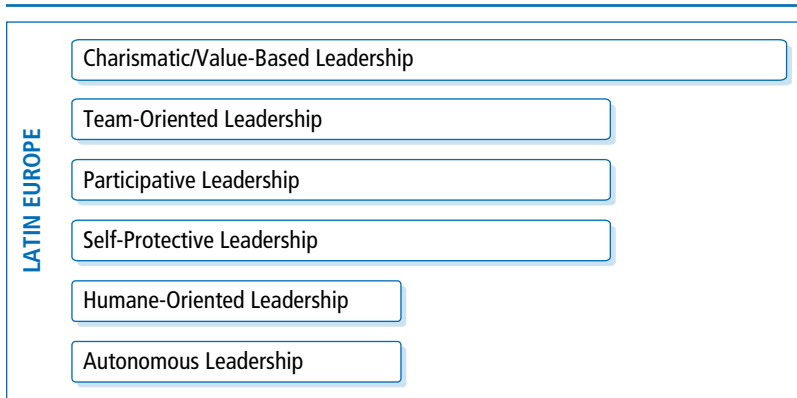 LATIN EUROPE
Charismatic/Value-Based Leadership
Team-Oriented Leadership
Participative Leadership
Self-Protective Leadership
Humane-Oriented Leadership
Autonomous Leadership